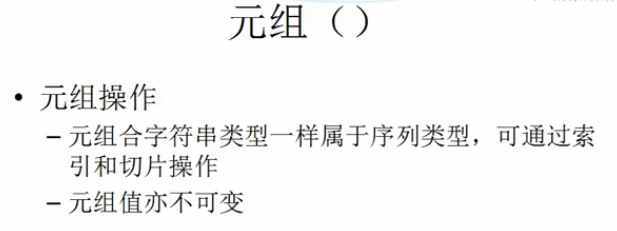 元组（）
• 元组操作
– 元组合字符串类型一样属于序列类型，可通过索
引和切片操作
– 元组值亦不可变